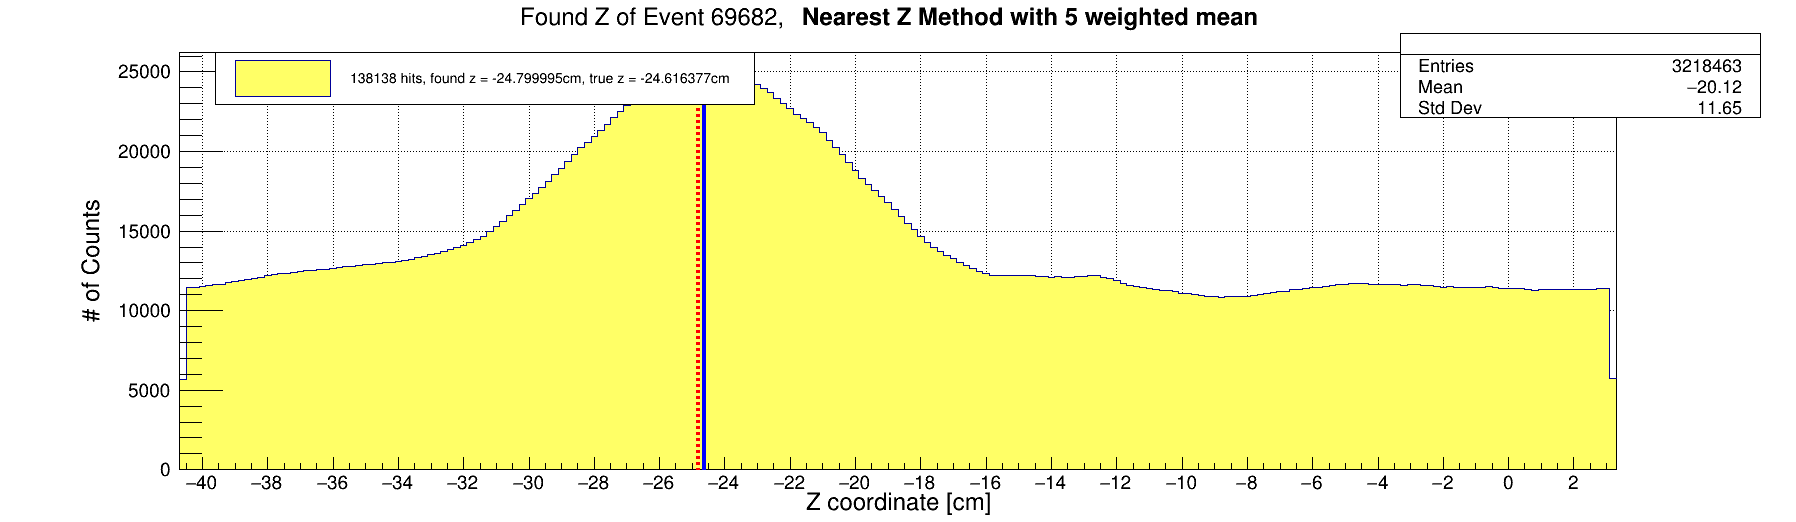 Found Z of Event 69682, Nearest Z Method with 5 weighted mean
138138 hits, found z = -24.799995cm, true z = -24.616377cm
Entries 3218463
Mean −20.12
Std Dev 11.65
# of Counts
25000
20000
15000
10000
5000
0
−40 −38 −36 −34 −32 −30 −28 −26 −24 −22 −20 −18 −16 −14 −12 −10 −8 −6 −4 −2 0 2
Z coordinate [cm]